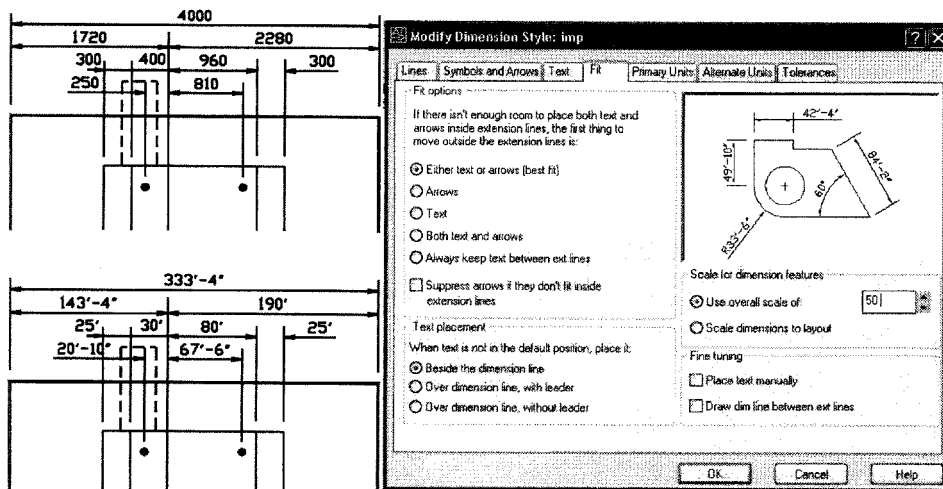 4000
1720 2280
300 400 960 300
250 810
333'-4"
143'-4" 190'
25' 30' 80' 25'
20'-10" 67'-6"
Modify Dimension Style: imp
Lines Symbols and Arrows Text Fit Primary Units Alternate Units Tolerances
Fit options
If there isn't enough room to place both text and
arrows inside extension lines, the first thing to
move outside the extension lines is:
Either text or arrows (best fit)
Arrows
Text
Both text and arrows
Always keep text between ext lines
Suppress arrows if they don't fit inside
extension lines
Text placement
When text is not in the default position, place it:
Beside the dimension line
Over dimension line, with leader
Over dimension line, without leader
42'-4"
49'-10"
84'-2"
60°
R33'-6"
Scale for dimension features
Use overall scale of: 50
Scale dimensions to layout
Fine tuning
Place text manually
Draw dim line between ext lines
OK Cancel Help